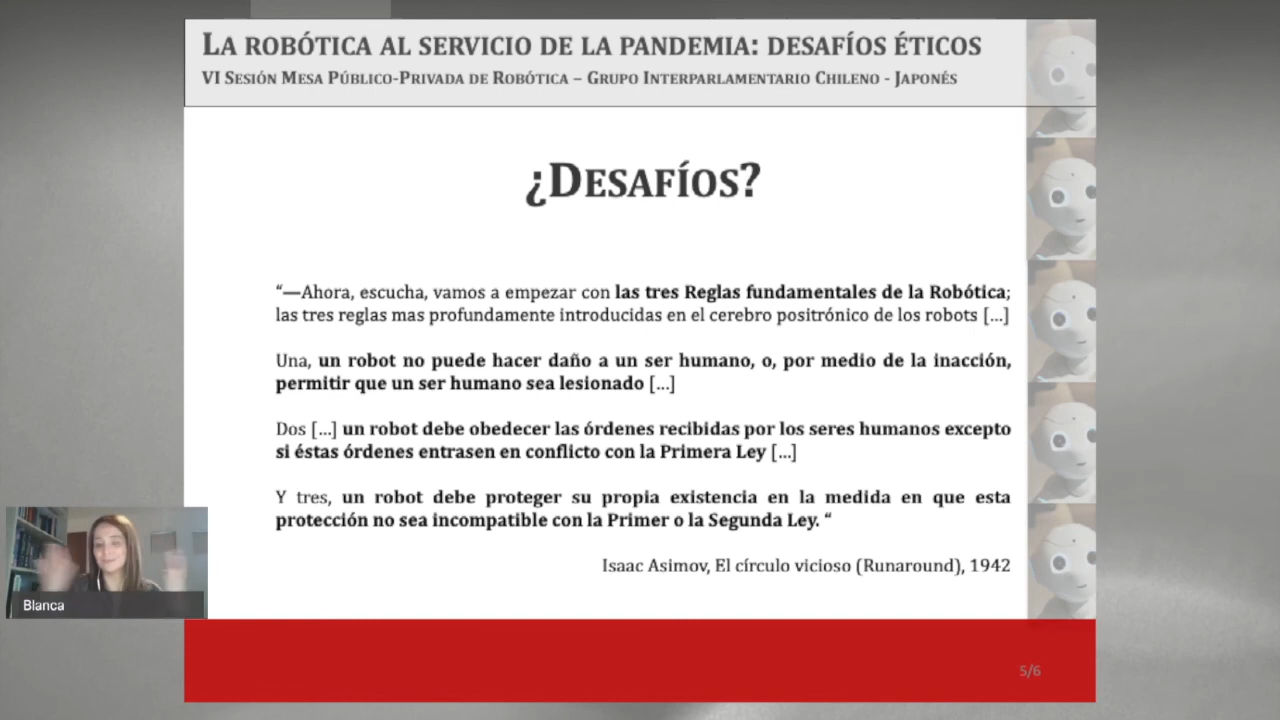 LA ROBÓTICA AL SERVICIO DE LA PANDEMIA: DESAFÍOS ÉTICOS
VI SESIÓN MESA PÚBLICO-PRIVADA DE ROBÓTICA – GRUPO INTERPARLAMENTARIO CHILENO - JAPONÉS
¿DESAFÍOS?
“—Ahora, escucha, vamos a empezar con las tres Reglas fundamentales de la Robótica;
las tres reglas mas profundamente introducidas en el cerebro positrónico de los robots [...]
Una, un robot no puede hacer daño a un ser humano, o, por medio de la inacción,
permitir que un ser humano sea lesionado [...]
Dos [...] un robot debe obedecer las órdenes recibidas por los seres humanos excepto
si éstas órdenes entrasen en conflicto con la Primera Ley [...]
Y tres, un robot debe proteger su propia existencia en la medida en que esta
protección no sea incompatible con la Primer o la Segunda Ley. “
Isaac Asimov, El círculo vicioso (Runaround), 1942
Blanca
5/6